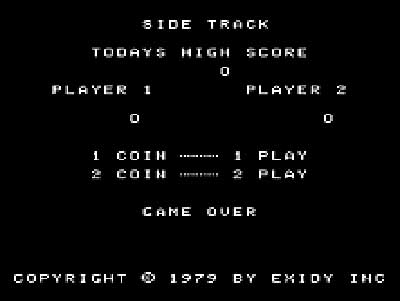 SIDE TRACK
TODAYS HIGH SCORE
0
PLAYER 1 PLAYER 2
0 0
1 COIN ········ 1 PLAY
2 COIN ········ 2 PLAY
GAME OVER
COPYRIGHT © 1979 BY EXIDY INC